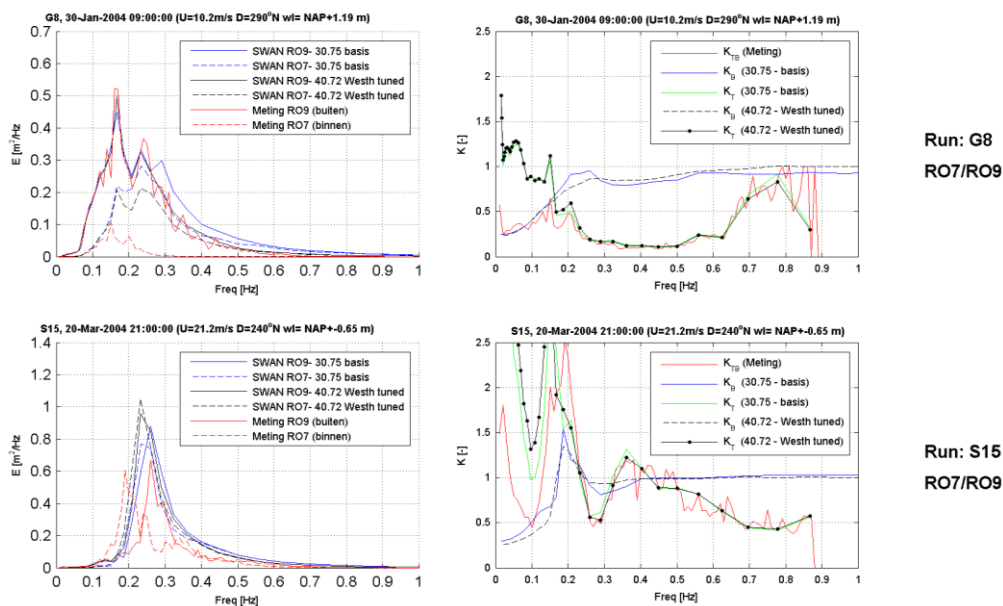 G8, 30-Jan-2004 09:00:00 (U=10.2m/s D=290°N wl= NAP+1.19 m)
0.7
0.6
0.5
0.4
0.3
0.2
0.1
0
E [m²/Hz]
SWAN RO9- 30.75 basis
SWAN RO7- 30.75 basis
SWAN RO9- 40.72 Westh tuned
SWAN RO7- 40.72 Westh tuned
Meting RO9 (buiten)
Meting RO7 (binnen)
0 0.1 0.2 0.3 0.4 0.5 0.6 0.7 0.8 0.9 1
Freq [Hz]
G8, 30-Jan-2004 09:00:00 (U=10.2m/s D=290°N wl= NAP+1.19 m)
2.5
2
1.5
1
0.5
0
K [-]
K_TB (Meting)
K_B (30.75 - basis)
K_T (30.75 - basis)
K_B (40.72 - Westh tuned)
K_T (40.72 - Westh tuned)
0 0.1 0.2 0.3 0.4 0.5 0.6 0.7 0.8 0.9 1
Freq [Hz]
Run: G8
RO7/RO9
S15, 20-Mar-2004 21:00:00 (U=21.2m/s D=240°N wl= NAP+-0.65 m)
1.4
1.2
1
0.8
0.6
0.4
0.2
0
E [m²/Hz]
SWAN RO9- 30.75 basis
SWAN RO7- 30.75 basis
SWAN RO9- 40.72 Westh tuned
SWAN RO7- 40.72 Westh tuned
Meting RO9 (buiten)
Meting RO7 (binnen)
0 0.1 0.2 0.3 0.4 0.5 0.6 0.7 0.8 0.9 1
Freq [Hz]
S15, 20-Mar-2004 21:00:00 (U=21.2m/s D=240°N wl= NAP+-0.65 m)
2.5
2
1.5
1
0.5
0
K [-]
K_TB (Meting)
K_B (30.75 - basis)
K_T (30.75 - basis)
K_B (40.72 - Westh tuned)
K_T (40.72 - Westh tuned)
0 0.1 0.2 0.3 0.4 0.5 0.6 0.7 0.8 0.9 1
Freq [Hz]
Run: S15
RO7/RO9